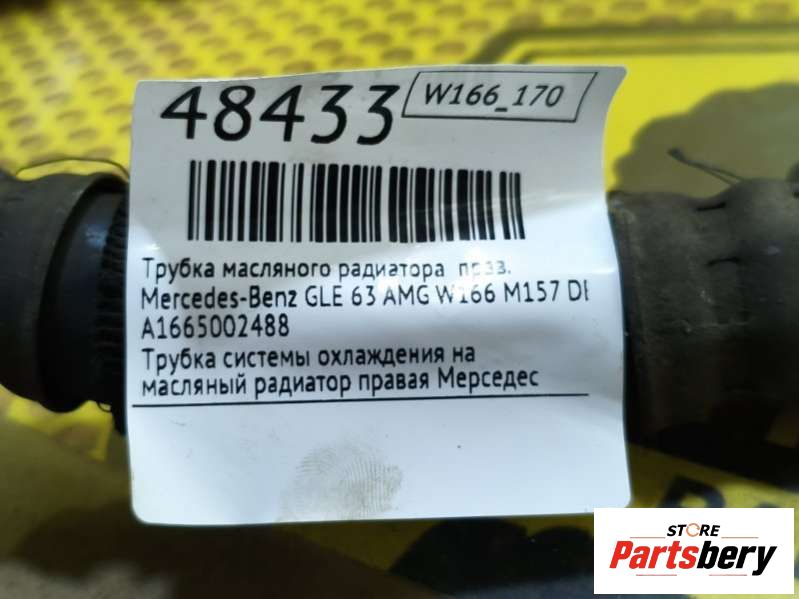 48433
W166_170
Трубка масляного радиатора прав.
Mercedes-Benz GLE 63 AMG W166 M157 DE
A1665002488
Трубка системы охлаждения на
масляный радиатор правая Мерседес
STORE
Partsbery